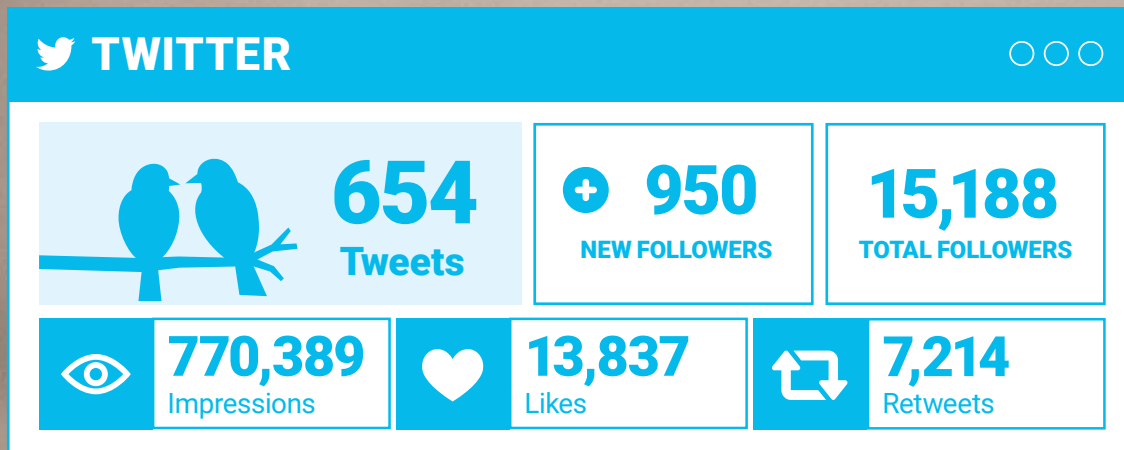 TWITTER
654
Tweets
950
NEW FOLLOWERS
15,188
TOTAL FOLLOWERS
770,389
Impressions
13,837
Likes
7,214
Retweets